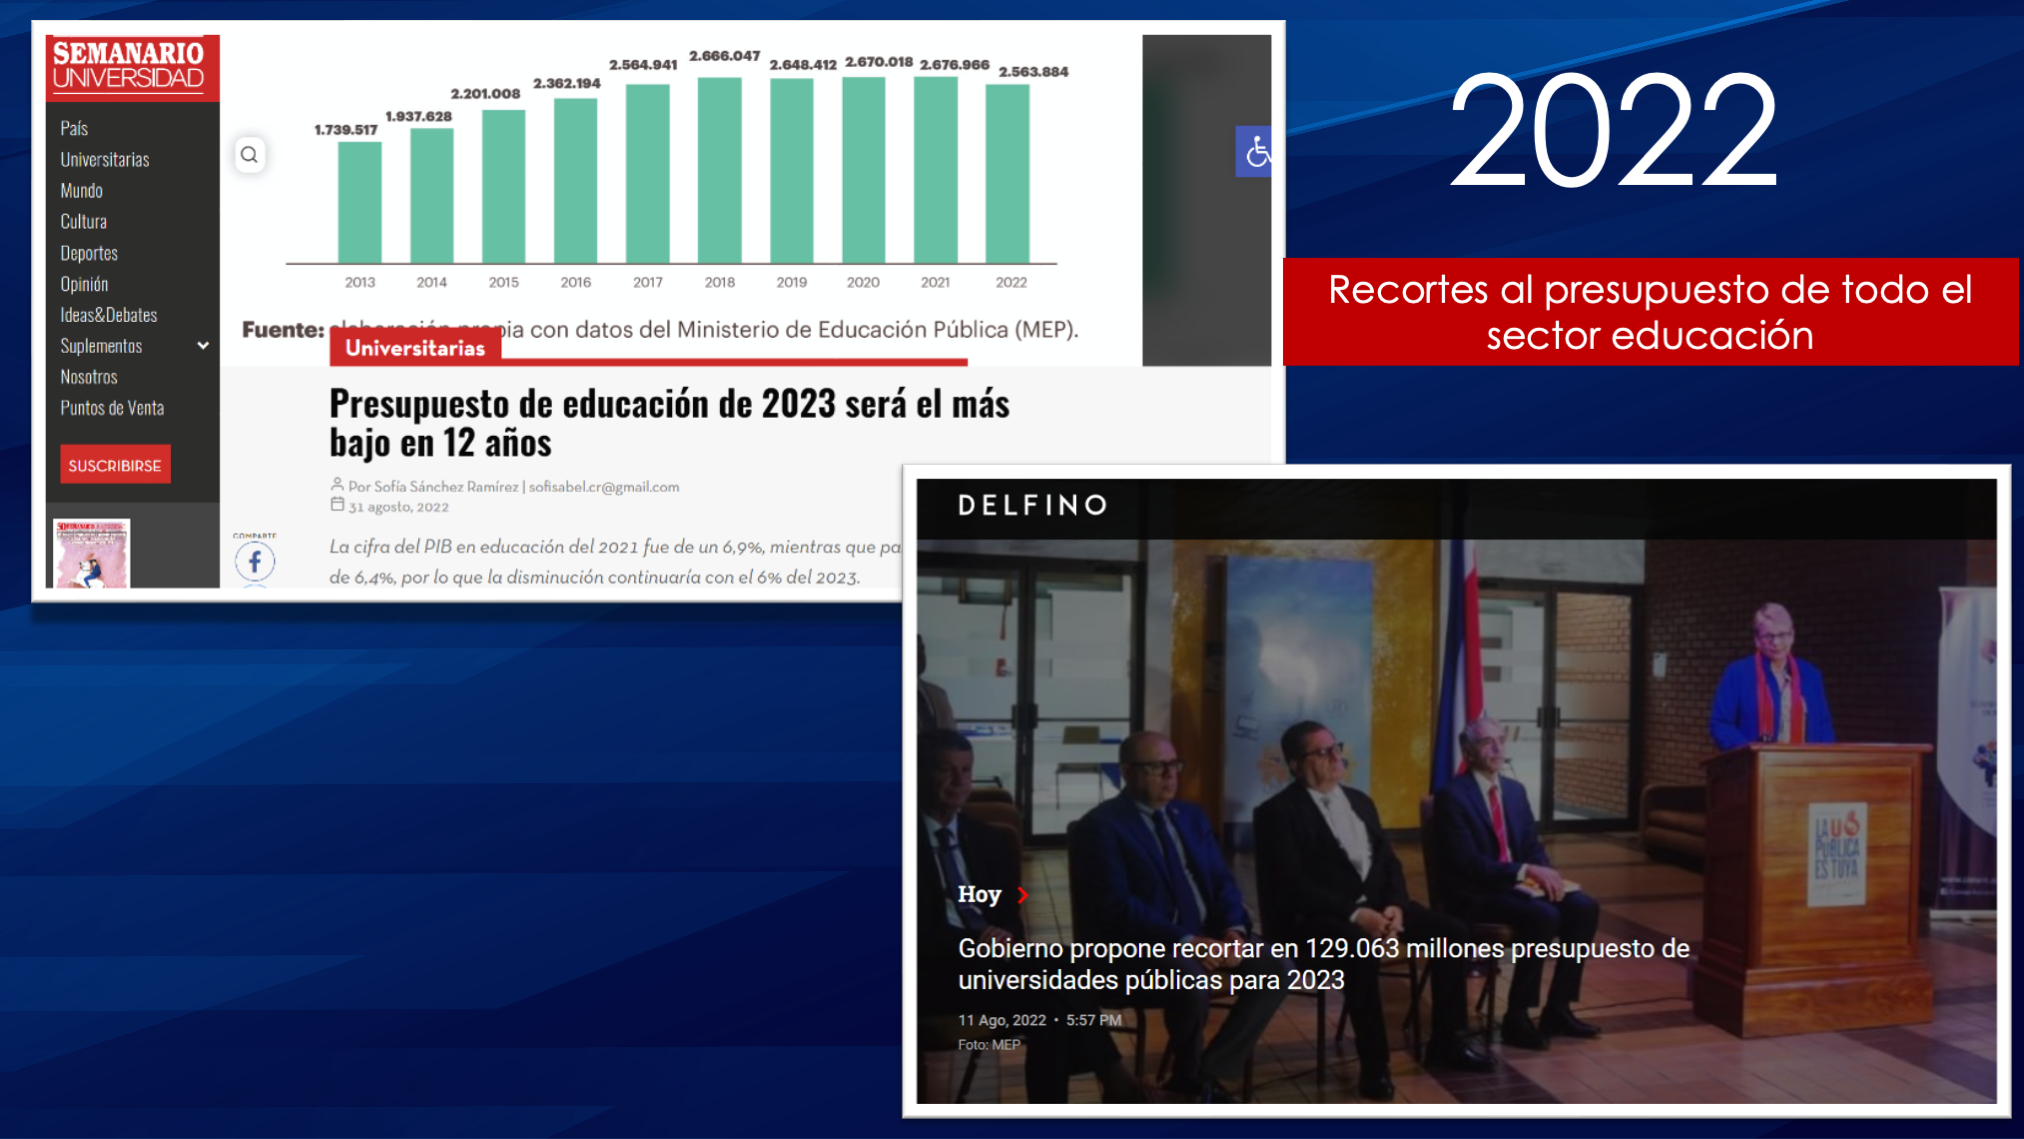 SEMANARIO
UNIVERSIDAD
País
Universitarias
Mundo
Cultura
Deportes
Opinión
Ideas&Debates
Suplementos
Nosotros
Puntos de Venta
SUSCRIBIRSE
1.739.517
1.937.628
2.201.008
2.362.194
2.564.941
2.666.047
2.648.412
2.670.018
2.676.966
2.563.884
2013 2014 2015 2016 2017 2018 2019 2020 2021 2022
Fuente: elaboración propia con datos del Ministerio de Educación Pública (MEP).
Universitarias
Presupuesto de educación de 2023 será el más
bajo en 12 años
Por Sofía Sánchez Ramírez | sofisabel.cr@gmail.com
31 agosto, 2022
COMPARTE
La cifra del PIB en educación del 2021 fue de un 6,9%, mientras que pa
de 6,4%, por lo que la disminución continuaría con el 6% del 2023.
2022
Recortes al presupuesto de todo el
sector educación
DELFINO
LA U
PÚBLICA
ES TUYA
Hoy
Gobierno propone recortar en 129.063 millones presupuesto de
universidades públicas para 2023
11 Ago, 2022 • 5:57 PM
Foto: MEP